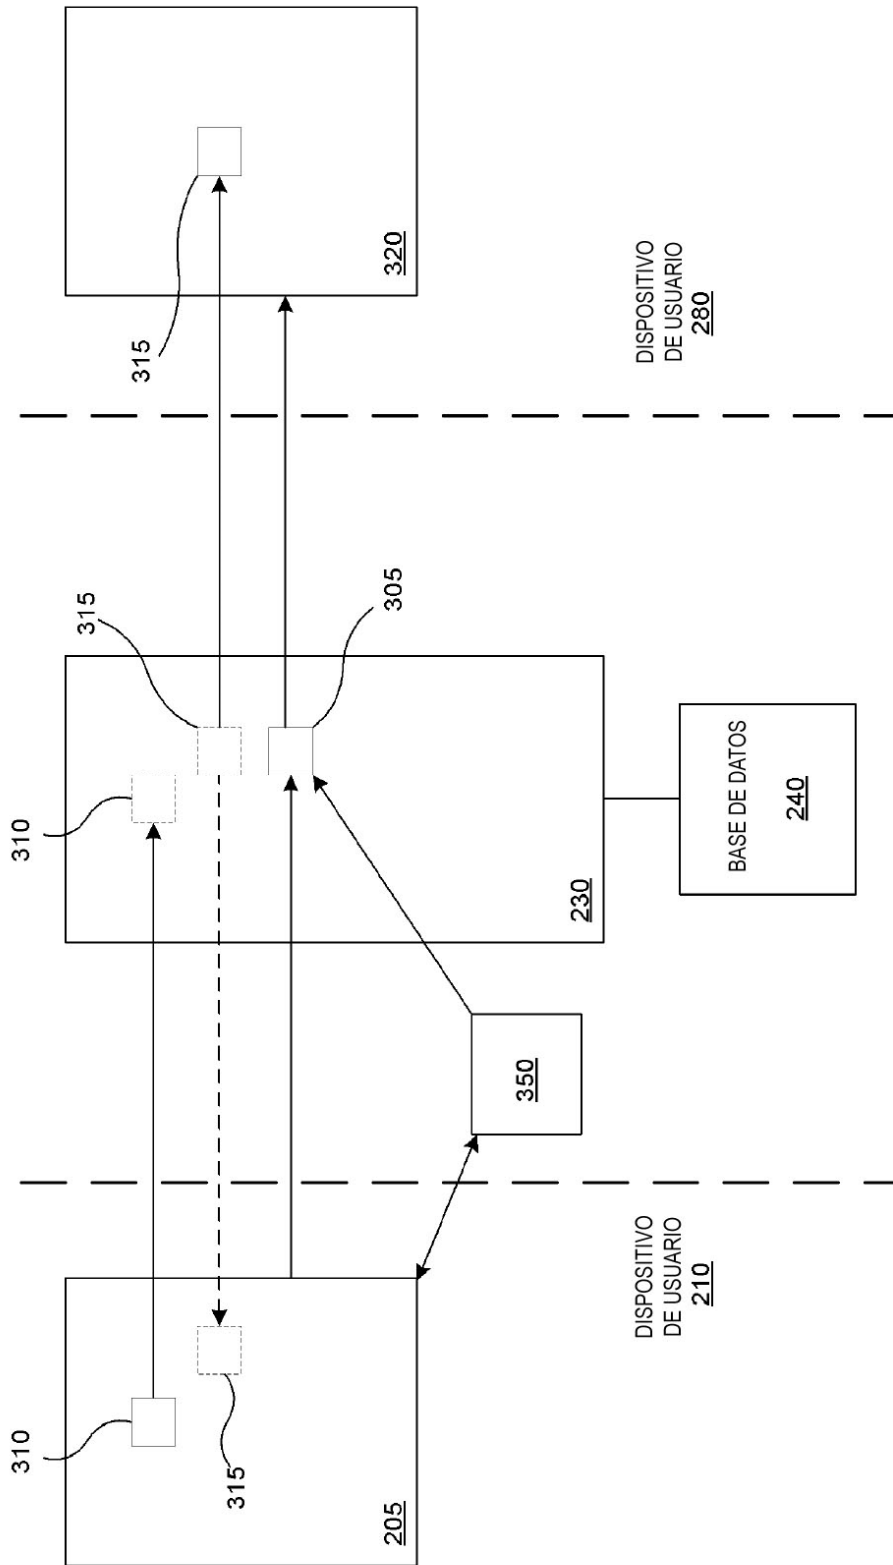 310
315
205
DISPOSITIVO
DE USUARIO
210
350
310
315
305
230
BASE DE DATOS
240
315
320
DISPOSITIVO
DE USUARIO
280